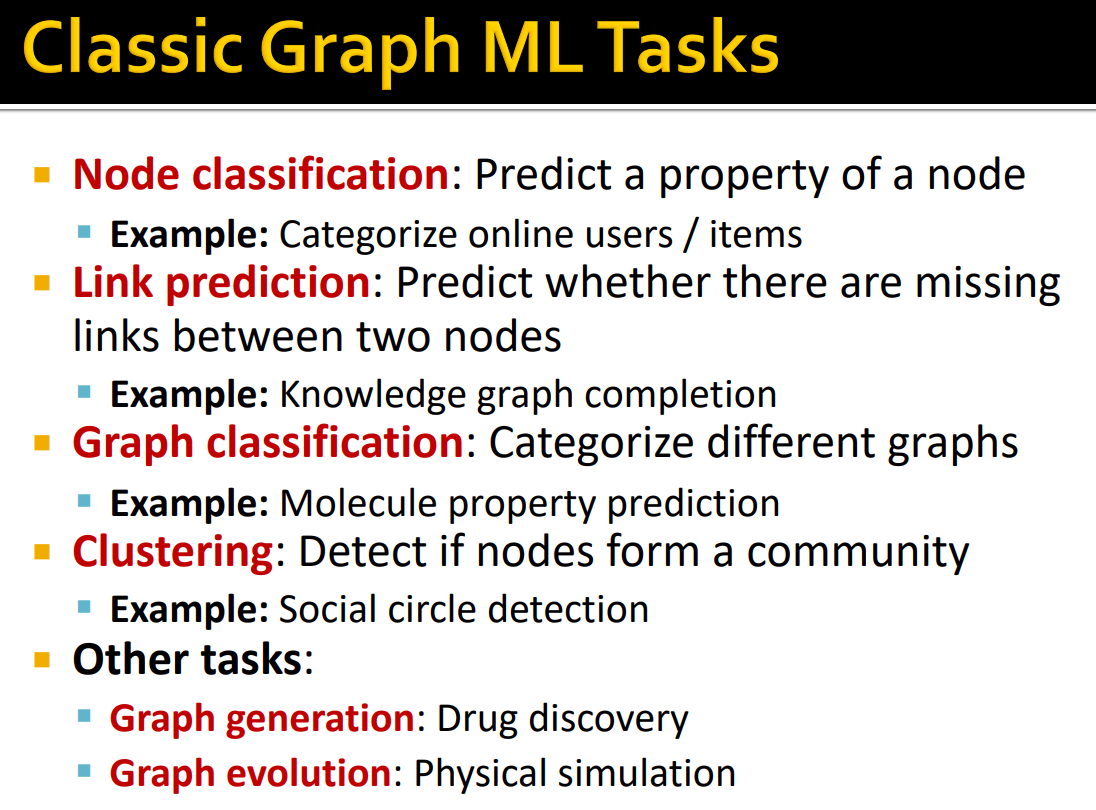 Classic Graph ML Tasks
Node classification: Predict a property of a node
Example: Categorize online users / items
Link prediction: Predict whether there are missing
links between two nodes
Example: Knowledge graph completion
Graph classification: Categorize different graphs
Example: Molecule property prediction
Clustering: Detect if nodes form a community
Example: Social circle detection
Other tasks:
Graph generation: Drug discovery
Graph evolution: Physical simulation